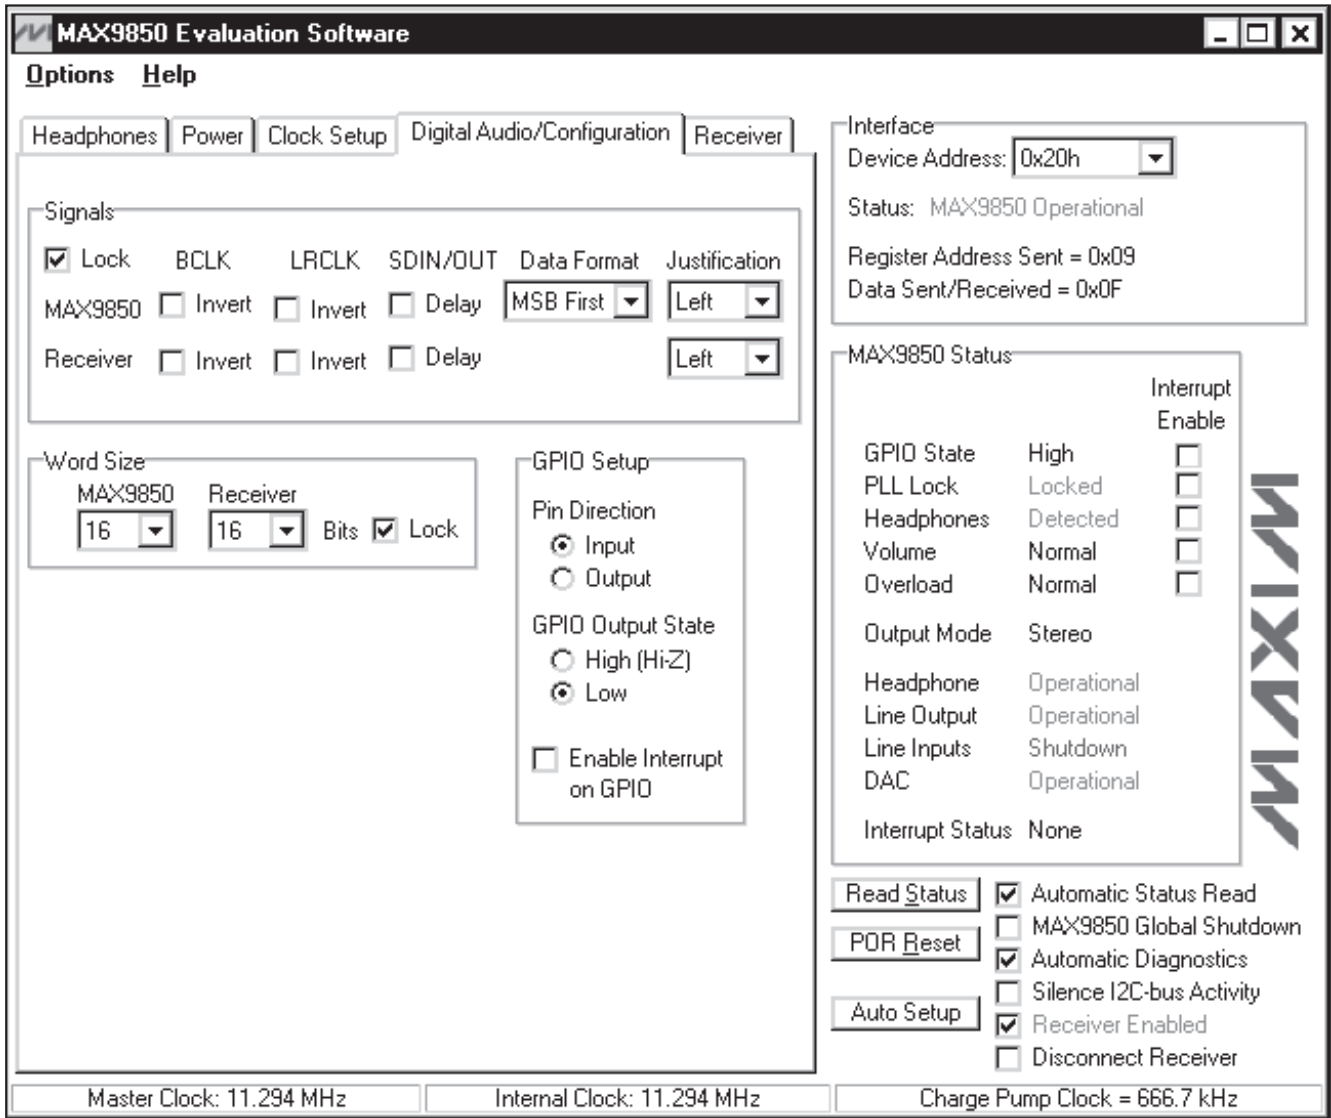 MAX9850 Evaluation Software
Options Help
Headphones Power Clock Setup Digital Audio/Configuration Receiver
Signals
Lock BCLK LRCLK SDIN/OUT Data Format Justification
MAX9850 Invert Invert Delay MSB First Left
Receiver Invert Invert Delay Left
Word Size
MAX9850 Receiver
16 16 Bits Lock
GPIO Setup
Pin Direction
Input
Output
GPIO Output State
High (Hi-Z)
Low
Enable Interrupt
on GPIO
Interface
Device Address: 0x20h
Status: MAX9850 Operational
Register Address Sent = 0x09
Data Sent/Received = 0x0F
MAX9850 Status
Interrupt
Enable
GPIO State High
PLL Lock Locked
Headphones Detected
Volume Normal
Overload Normal
Output Mode Stereo
Headphone Operational
Line Output Operational
Line Inputs Shutdown
DAC Operational
Interrupt Status None
MAXIM
Read Status Automatic Status Read
MAX9850 Global Shutdown
POR Reset
Automatic Diagnostics
Silence I2C-bus Activity
Auto Setup
Receiver Enabled
Disconnect Receiver
Master Clock: 11.294 MHz Internal Clock: 11.294 MHz Charge Pump Clock = 666.7 kHz